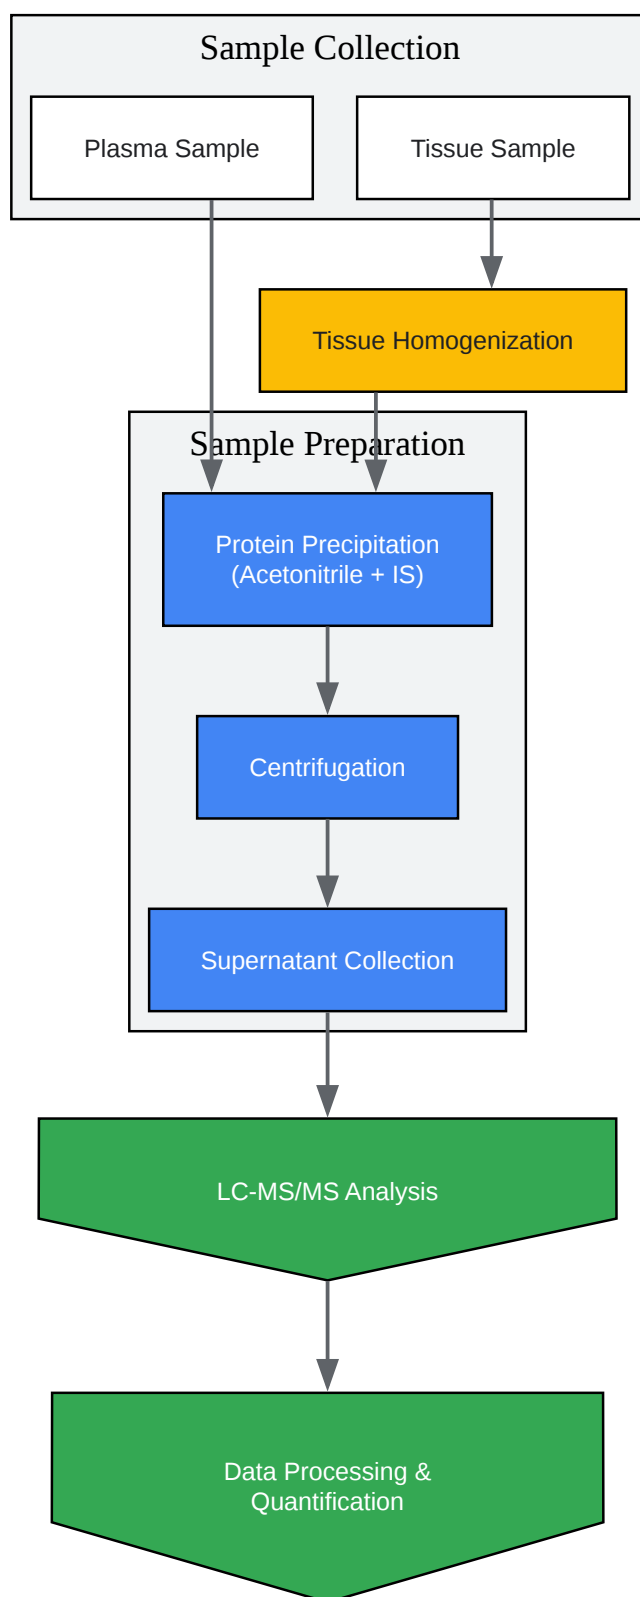 Sample Collection
Plasma Sample
Tissue Sample
Tissue Homogenization
Sample Preparation
Protein Precipitation
(Acetonitrile + IS)
Centrifugation
Supernatant Collection
LC-MS/MS Analysis
Data Processing &
Quantification